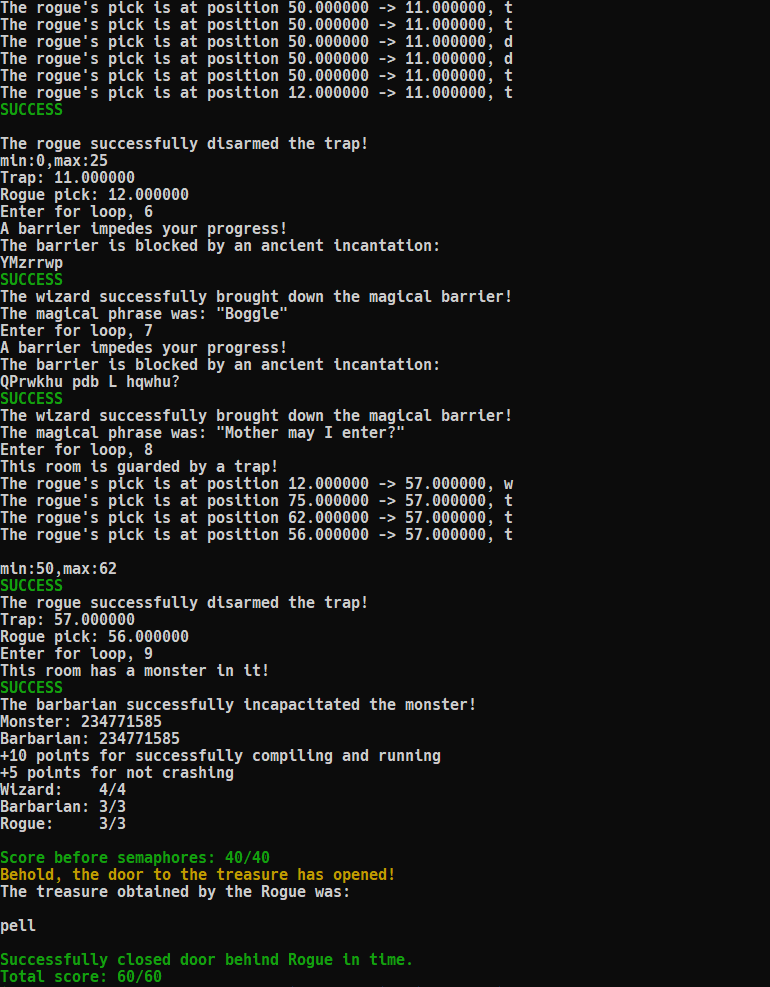 The rogue's pick is at position 50.000000 -> 11.000000, t
The rogue's pick is at position 50.000000 -> 11.000000, t
The rogue's pick is at position 50.000000 -> 11.000000, d
The rogue's pick is at position 50.000000 -> 11.000000, d
The rogue's pick is at position 50.000000 -> 11.000000, t
The rogue's pick is at position 12.000000 -> 11.000000, t
SUCCESS
The rogue successfully disarmed the trap!
min:0,max:25
Trap: 11.000000
Rogue pick: 12.000000
Enter for loop, 6
A barrier impedes your progress!
The barrier is blocked by an ancient incantation:
YMzrrwp
SUCCESS
The wizard successfully brought down the magical barrier!
The magical phrase was: "Boggle"
Enter for loop, 7
A barrier impedes your progress!
The barrier is blocked by an ancient incantation:
QPrwkhu pdb L hqwhu?
SUCCESS
The wizard successfully brought down the magical barrier!
The magical phrase was: "Mother may I enter?"
Enter for loop, 8
This room is guarded by a trap!
The rogue's pick is at position 12.000000 -> 57.000000, w
The rogue's pick is at position 75.000000 -> 57.000000, t
The rogue's pick is at position 62.000000 -> 57.000000, t
The rogue's pick is at position 56.000000 -> 57.000000, t
min:50,max:62
SUCCESS
The rogue successfully disarmed the trap!
Trap: 57.000000
Rogue pick: 56.000000
Enter for loop, 9
This room has a monster in it!
SUCCESS
The barbarian successfully incapacitated the monster!
Monster: 234771585
Barbarian: 234771585
+10 points for successfully compiling and running
+5 points for not crashing
Wizard:    4/4
Barbarian: 3/3
Rogue:     3/3
Score before semaphores: 40/40
Behold, the door to the treasure has opened!
The treasure obtained by the Rogue was:
pell
Successfully closed door behind Rogue in time.
Total score: 60/60